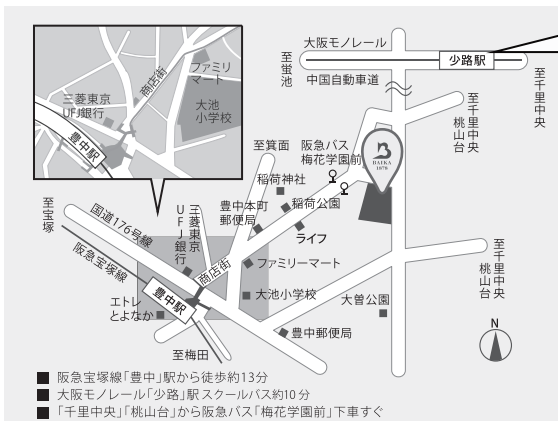 大阪モノレール
少路駅
至蛍池
中国自動車道
至千里中央
ファミリーマート
商店街
大池小学校
三菱東京UFJ銀行
豊中駅
至千里中央
桃山台
至箕面
阪急バス
梅花学園前
B
BAIKA
1878
稲荷神社
稲荷公園
豊中本町郵便局
ライフ
至宝塚
国道176号線
三菱東京UFJ銀行
阪急宝塚線
商店街
ファミリーマート
至千里中央
桃山台
豊中駅
大池小学校
大曽公園
エトレとよなか
豊中郵便局
至梅田
N
■ 阪急宝塚線「豊中」駅から徒歩約13分
■ 大阪モノレール「少路」駅 スクールバス約10分
■ 「千里中央」「桃山台」から阪急バス「梅花学園前」下車すぐ